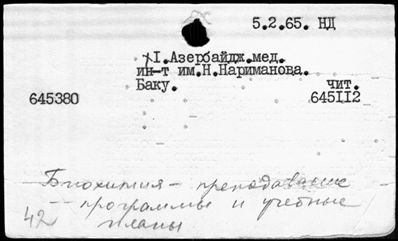 5.2.65. НД
I.Азербайдж.мед.
ин-т им.Н.Нариманова.
Баку. чит.
645380 645112
Биохимия - преподавание
- программы и учебные
42 планы